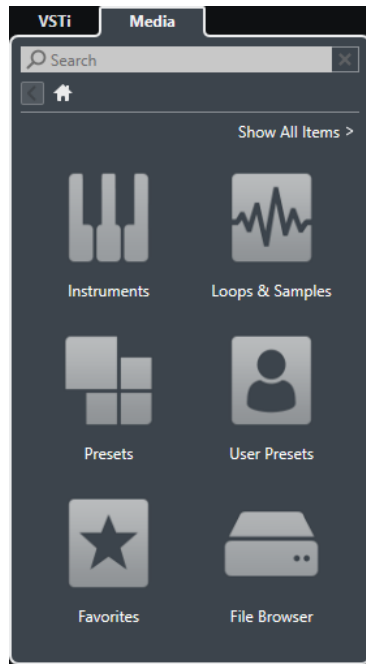 VSTi Media
Search
Show All Items >
Instruments Loops & Samples
Presets User Presets
Favorites File Browser